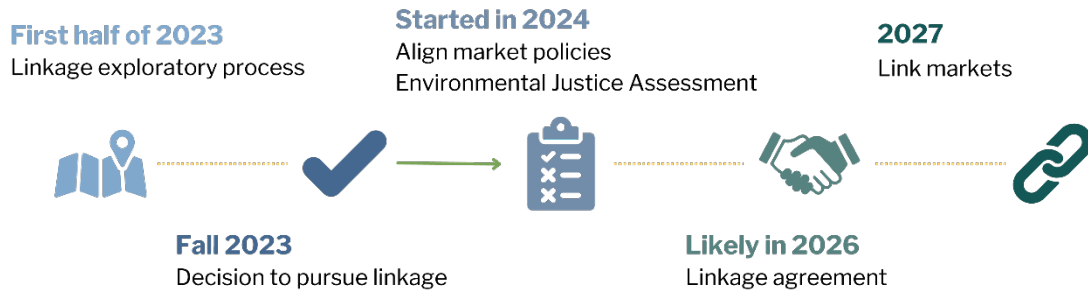 First half of 2023
Linkage exploratory process
Fall 2023
Decision to pursue linkage
Started in 2024
Align market policies
Environmental Justice Assessment
Likely in 2026
Linkage agreement
2027
Link markets